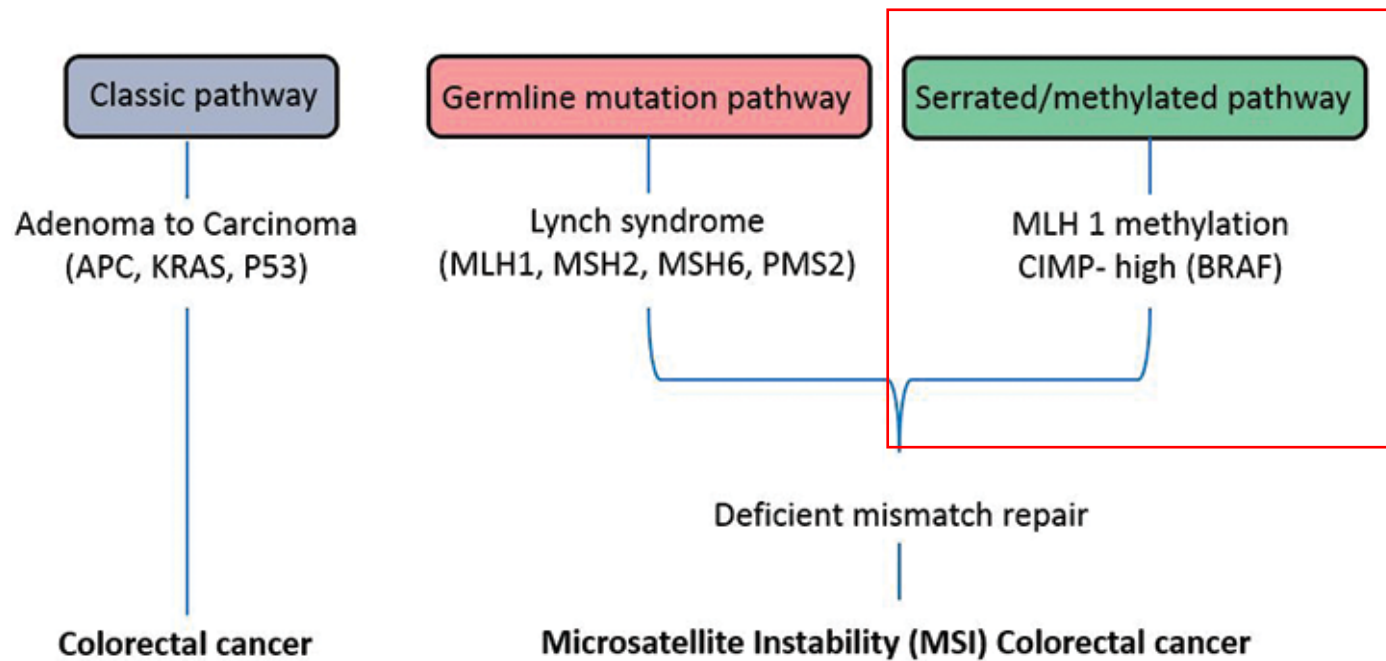 Classic pathway
Germline mutation pathway
Serrated/methylated pathway
Adenoma to Carcinoma
(APC, KRAS, P53)
Lynch syndrome
(MLH1, MSH2, MSH6, PMS2)
MLH 1 methylation
CIMP- high (BRAF)
Deficient mismatch repair
Colorectal cancer
Microsatellite Instability (MSI) Colorectal cancer